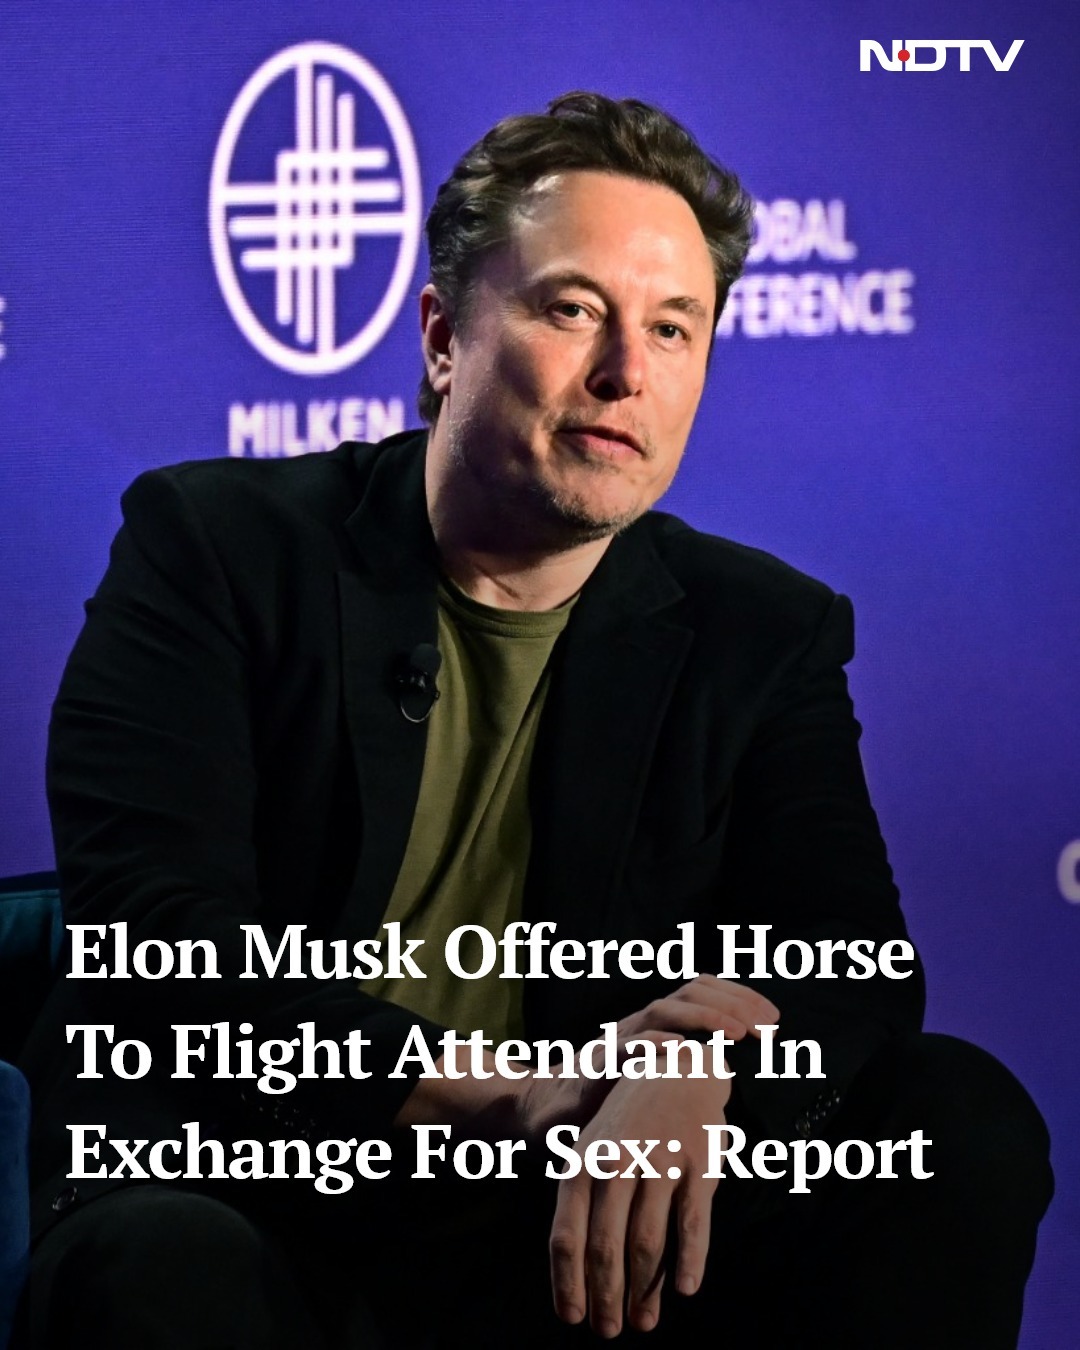 NDTV
OBAL
FERENCE
MILKEN
Elon Musk Offered Horse
To Flight Attendant In
Exchange For Sex: Report